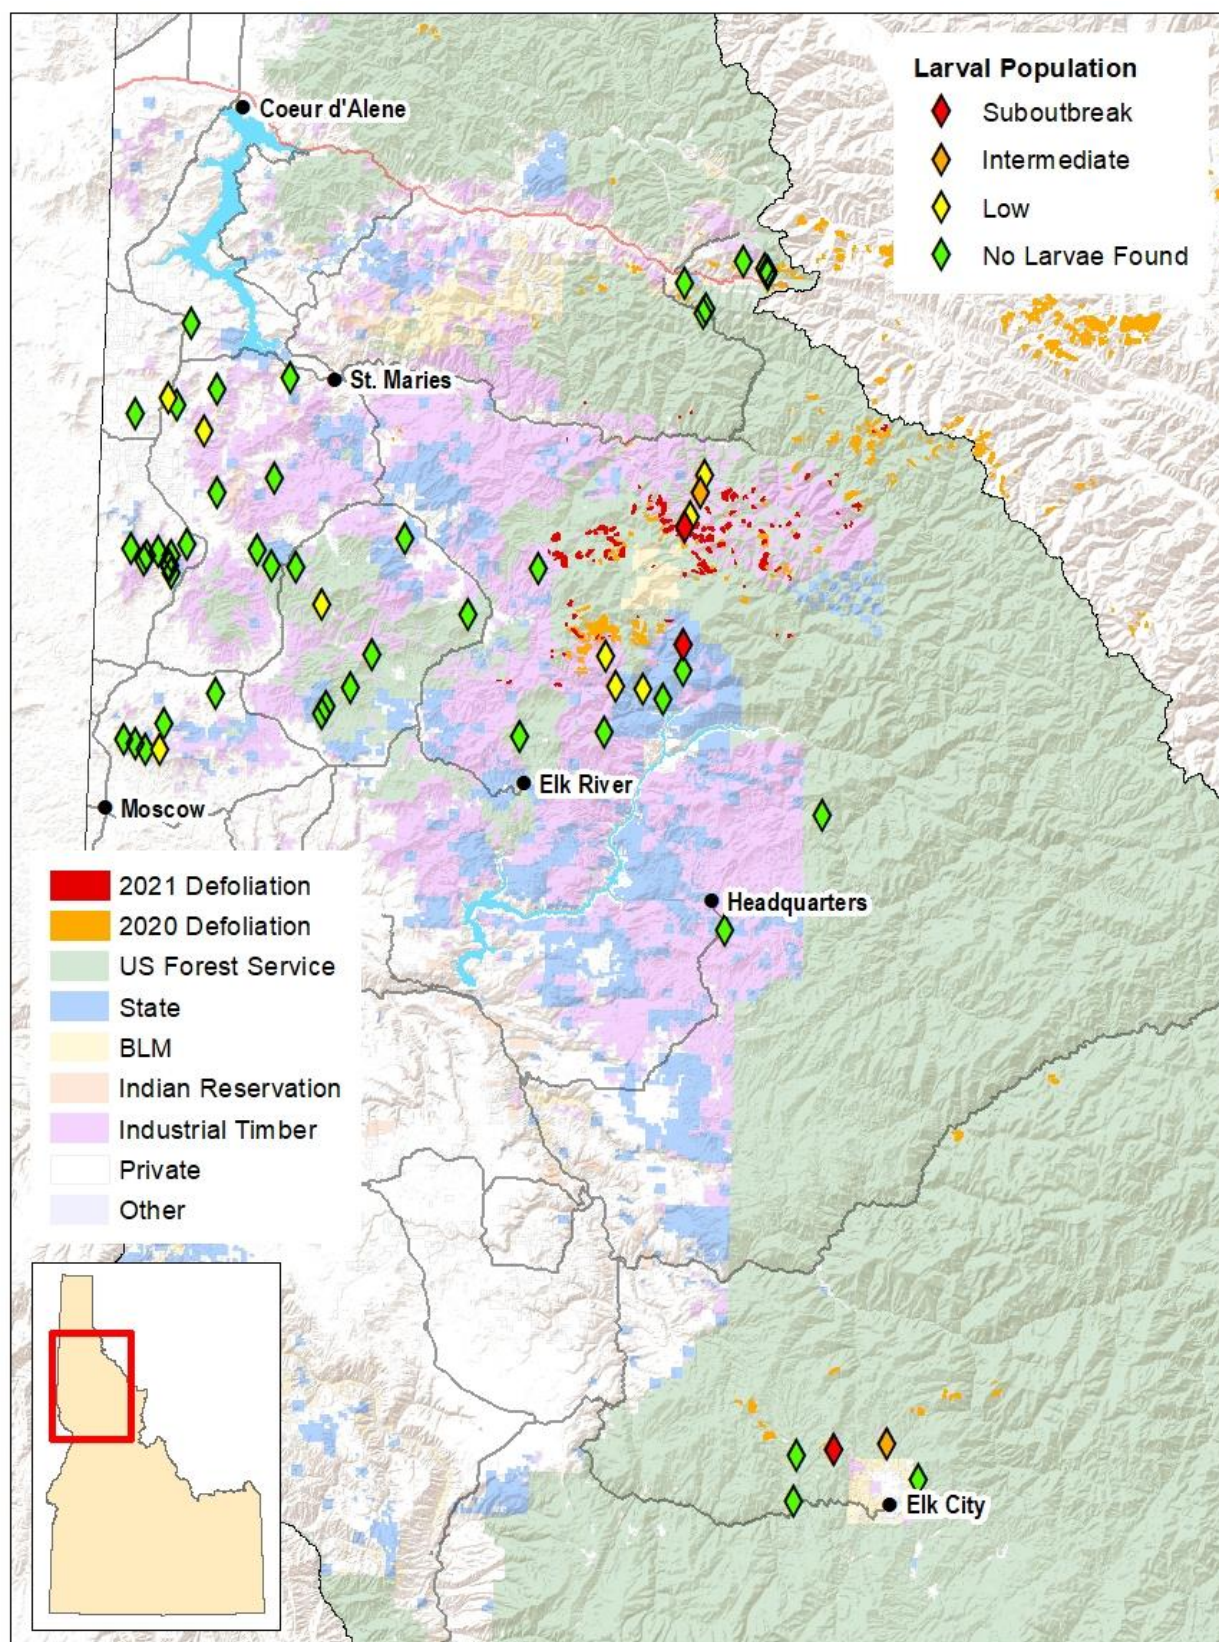 Larval Population
Suboutbreak
Intermediate
Low
No Larvae Found
Coeur d'Alene
St. Maries
Elk River
Moscow
Headquarters
2021 Defoliation
2020 Defoliation
US Forest Service
State
BLM
Indian Reservation
Industrial Timber
Private
Other
Elk City